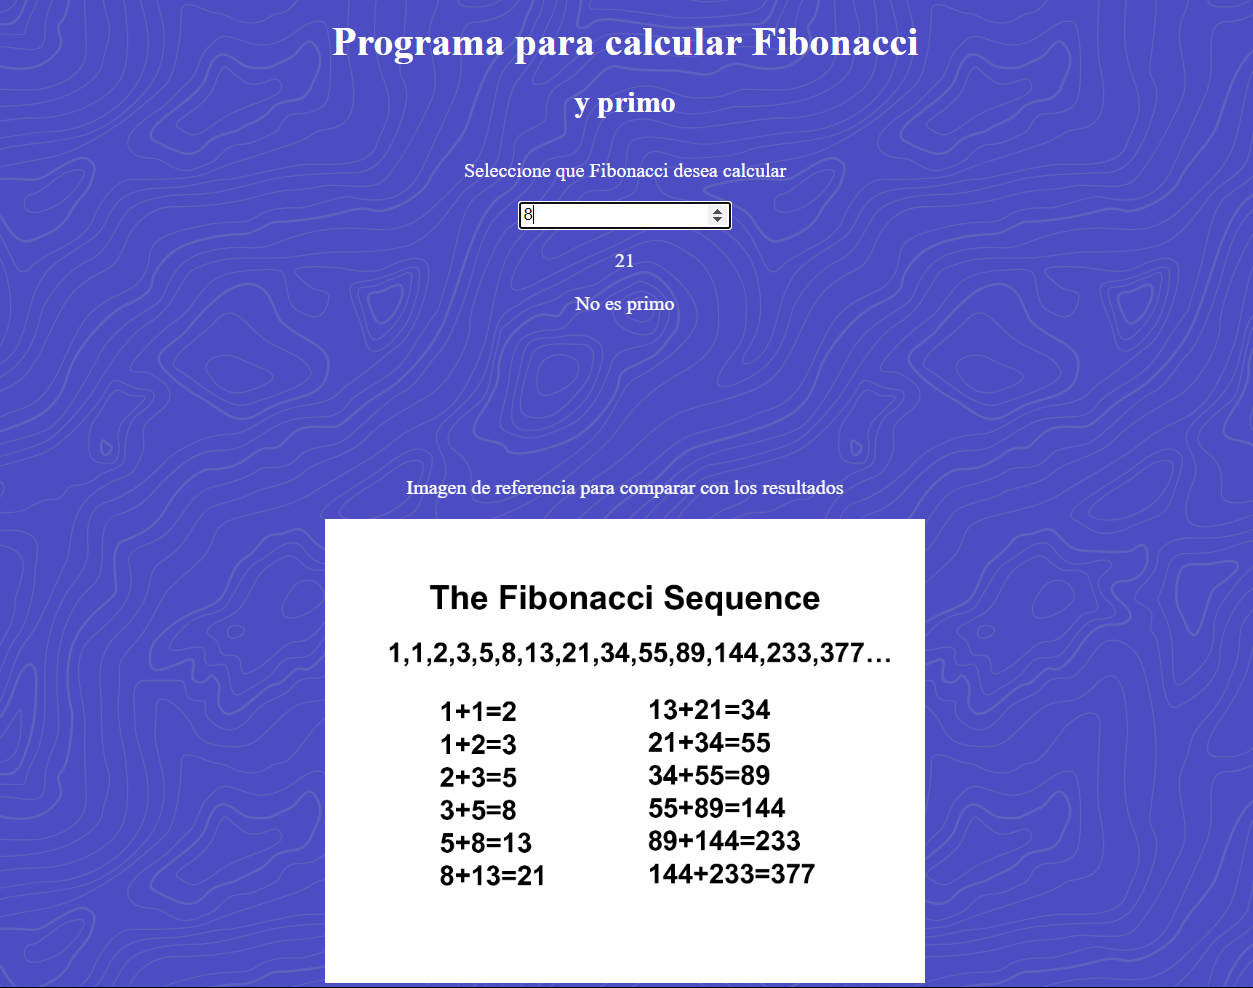 Programa para calcular Fibonacci
y primo
Seleccione que Fibonacci desea calcular
8
21
No es primo
Imagen de referencia para comparar con los resultados
The Fibonacci Sequence
1,1,2,3,5,8,13,21,34,55,89,144,233,377…
1+1=2
1+2=3
2+3=5
3+5=8
5+8=13
8+13=21
13+21=34
21+34=55
34+55=89
55+89=144
89+144=233
144+233=377